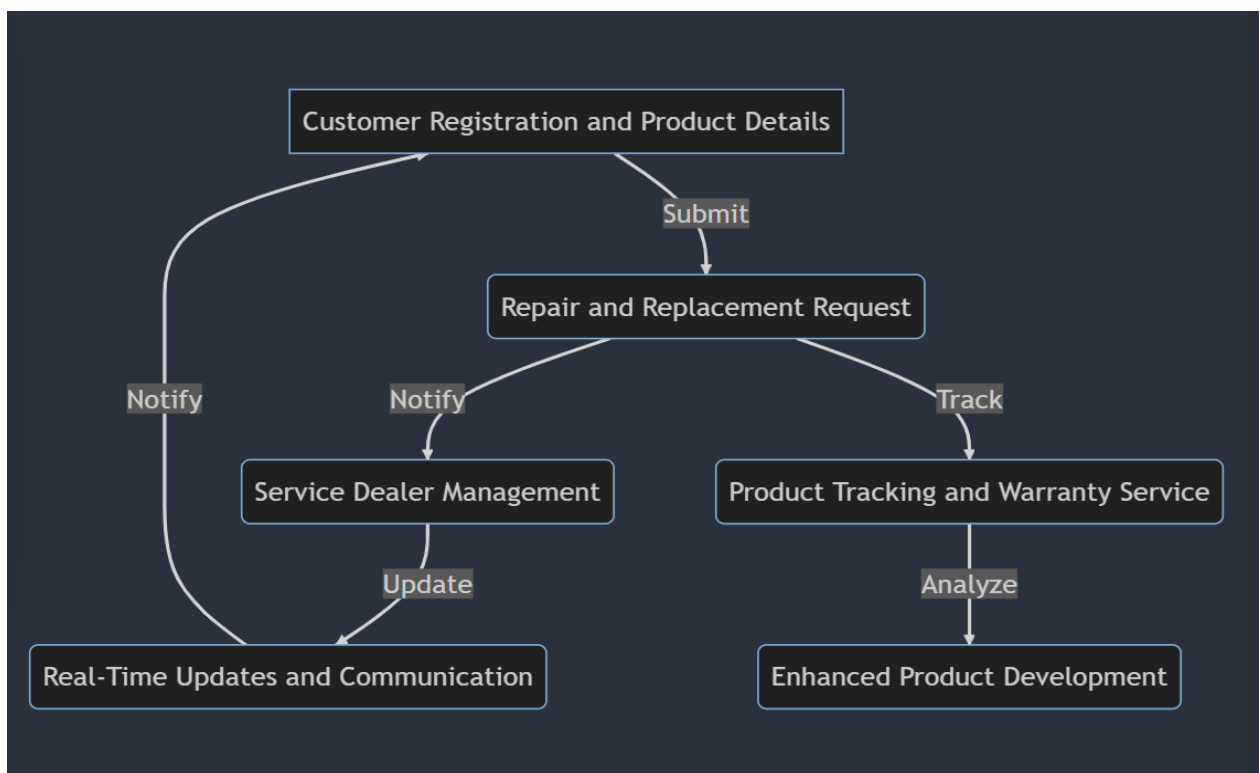 Customer Registration and Product Details
Submit
Repair and Replacement Request
Notify
Notify
Track
Service Dealer Management
Product Tracking and Warranty Service
Update
Analyze
Real-Time Updates and Communication
Enhanced Product Development